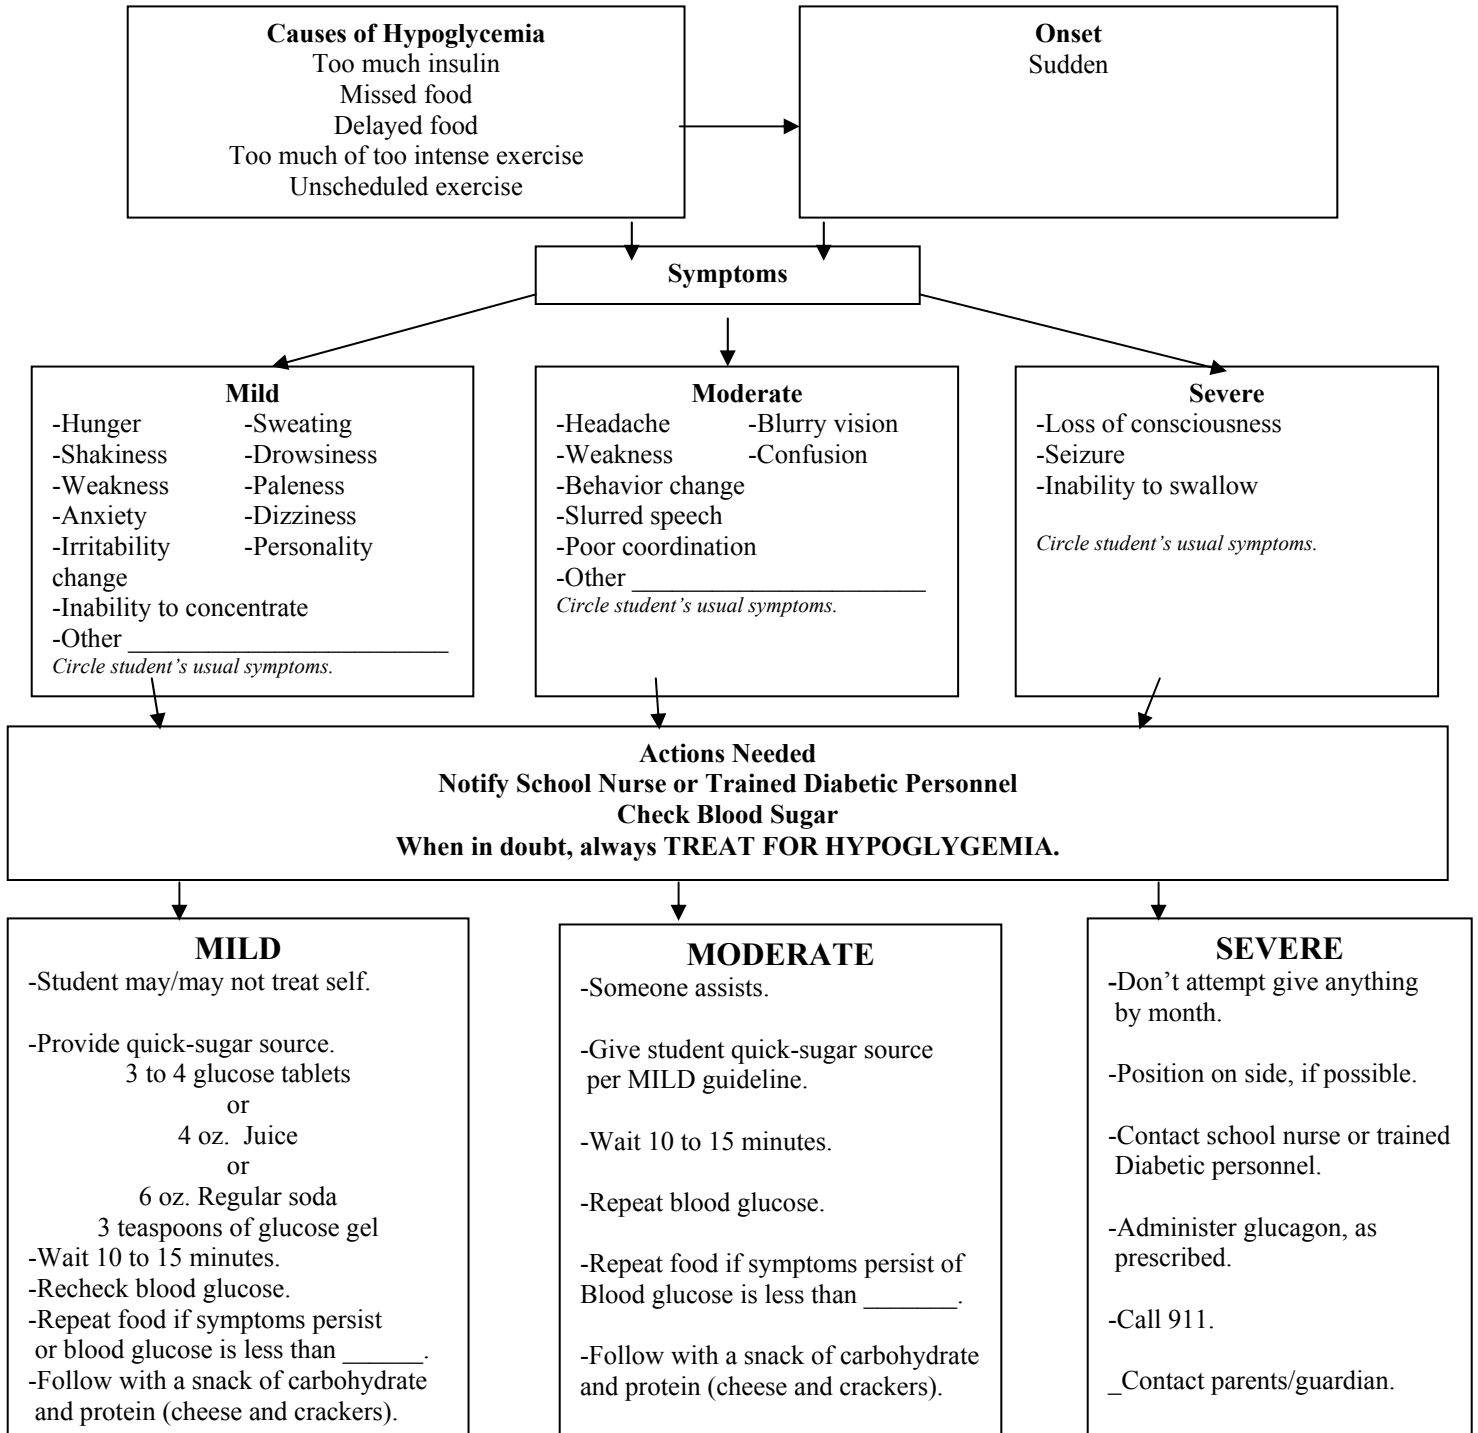 Causes of Hypoglycemia
Too much insulin
Missed food
Delayed food
Too much of too intense exercise
Unscheduled exercise
Onset
Sudden
Symptoms
Mild
-Hunger -Sweating
-Shakiness -Drowsiness
-Weakness -Paleness
-Anxiety -Dizziness
-Irritability -Personality
change
-Inability to concentrate
-Other ________________________
Circle student’s usual symptoms.
Moderate
-Headache -Blurry vision
-Weakness -Confusion
-Behavior change
-Slurred speech
-Poor coordination
-Other ______________________
Circle student’s usual symptoms.
Severe
-Loss of consciousness
-Seizure
-Inability to swallow
Circle student’s usual symptoms.
Actions Needed
Notify School Nurse or Trained Diabetic Personnel
Check Blood Sugar
When in doubt, always TREAT FOR HYPOGLYGEMIA.
MILD
-Student may/may not treat self.
-Provide quick-sugar source.
3 to 4 glucose tablets
or
4 oz. Juice
or
6 oz. Regular soda
3 teaspoons of glucose gel
-Wait 10 to 15 minutes.
-Recheck blood glucose.
-Repeat food if symptoms persist
or blood glucose is less than ______.
-Follow with a snack of carbohydrate
and protein (cheese and crackers).
MODERATE
-Someone assists.
-Give student quick-sugar source
per MILD guideline.
-Wait 10 to 15 minutes.
-Repeat blood glucose.
-Repeat food if symptoms persist of
Blood glucose is less than _______.
-Follow with a snack of carbohydrate
and protein (cheese and crackers).
SEVERE
-Don’t attempt give anything
by month.
-Position on side, if possible.
-Contact school nurse or trained
Diabetic personnel.
-Administer glucagon, as
prescribed.
-Call 911.
_Contact parents/guardian.